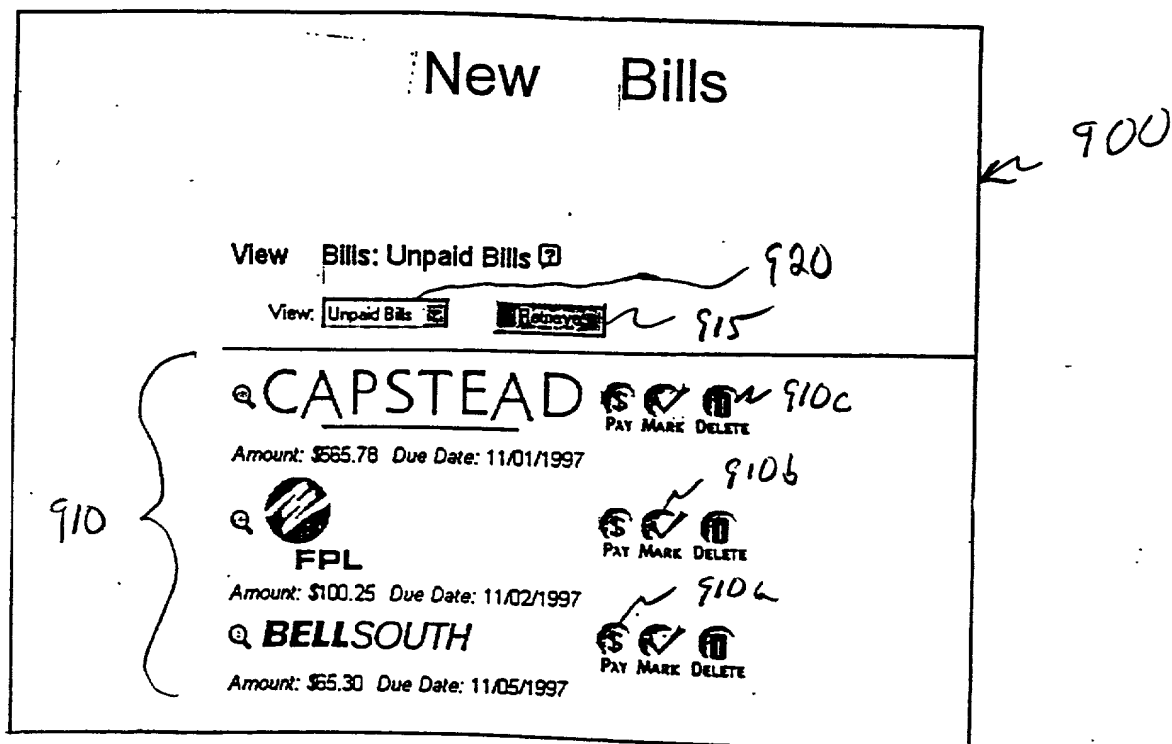 New Bills
900
View Bills: Unpaid Bills ?
920
View: Unpaid Bills Retrieve
915
CAPSTEAD
PAY MARK DELETE
910c
Amount: $565.78 Due Date: 11/01/1997
910b
910
FPL
PAY MARK DELETE
Amount: $100.25 Due Date: 11/02/1997
910a
BELLSOUTH
PAY MARK DELETE
Amount: $65.30 Due Date: 11/05/1997